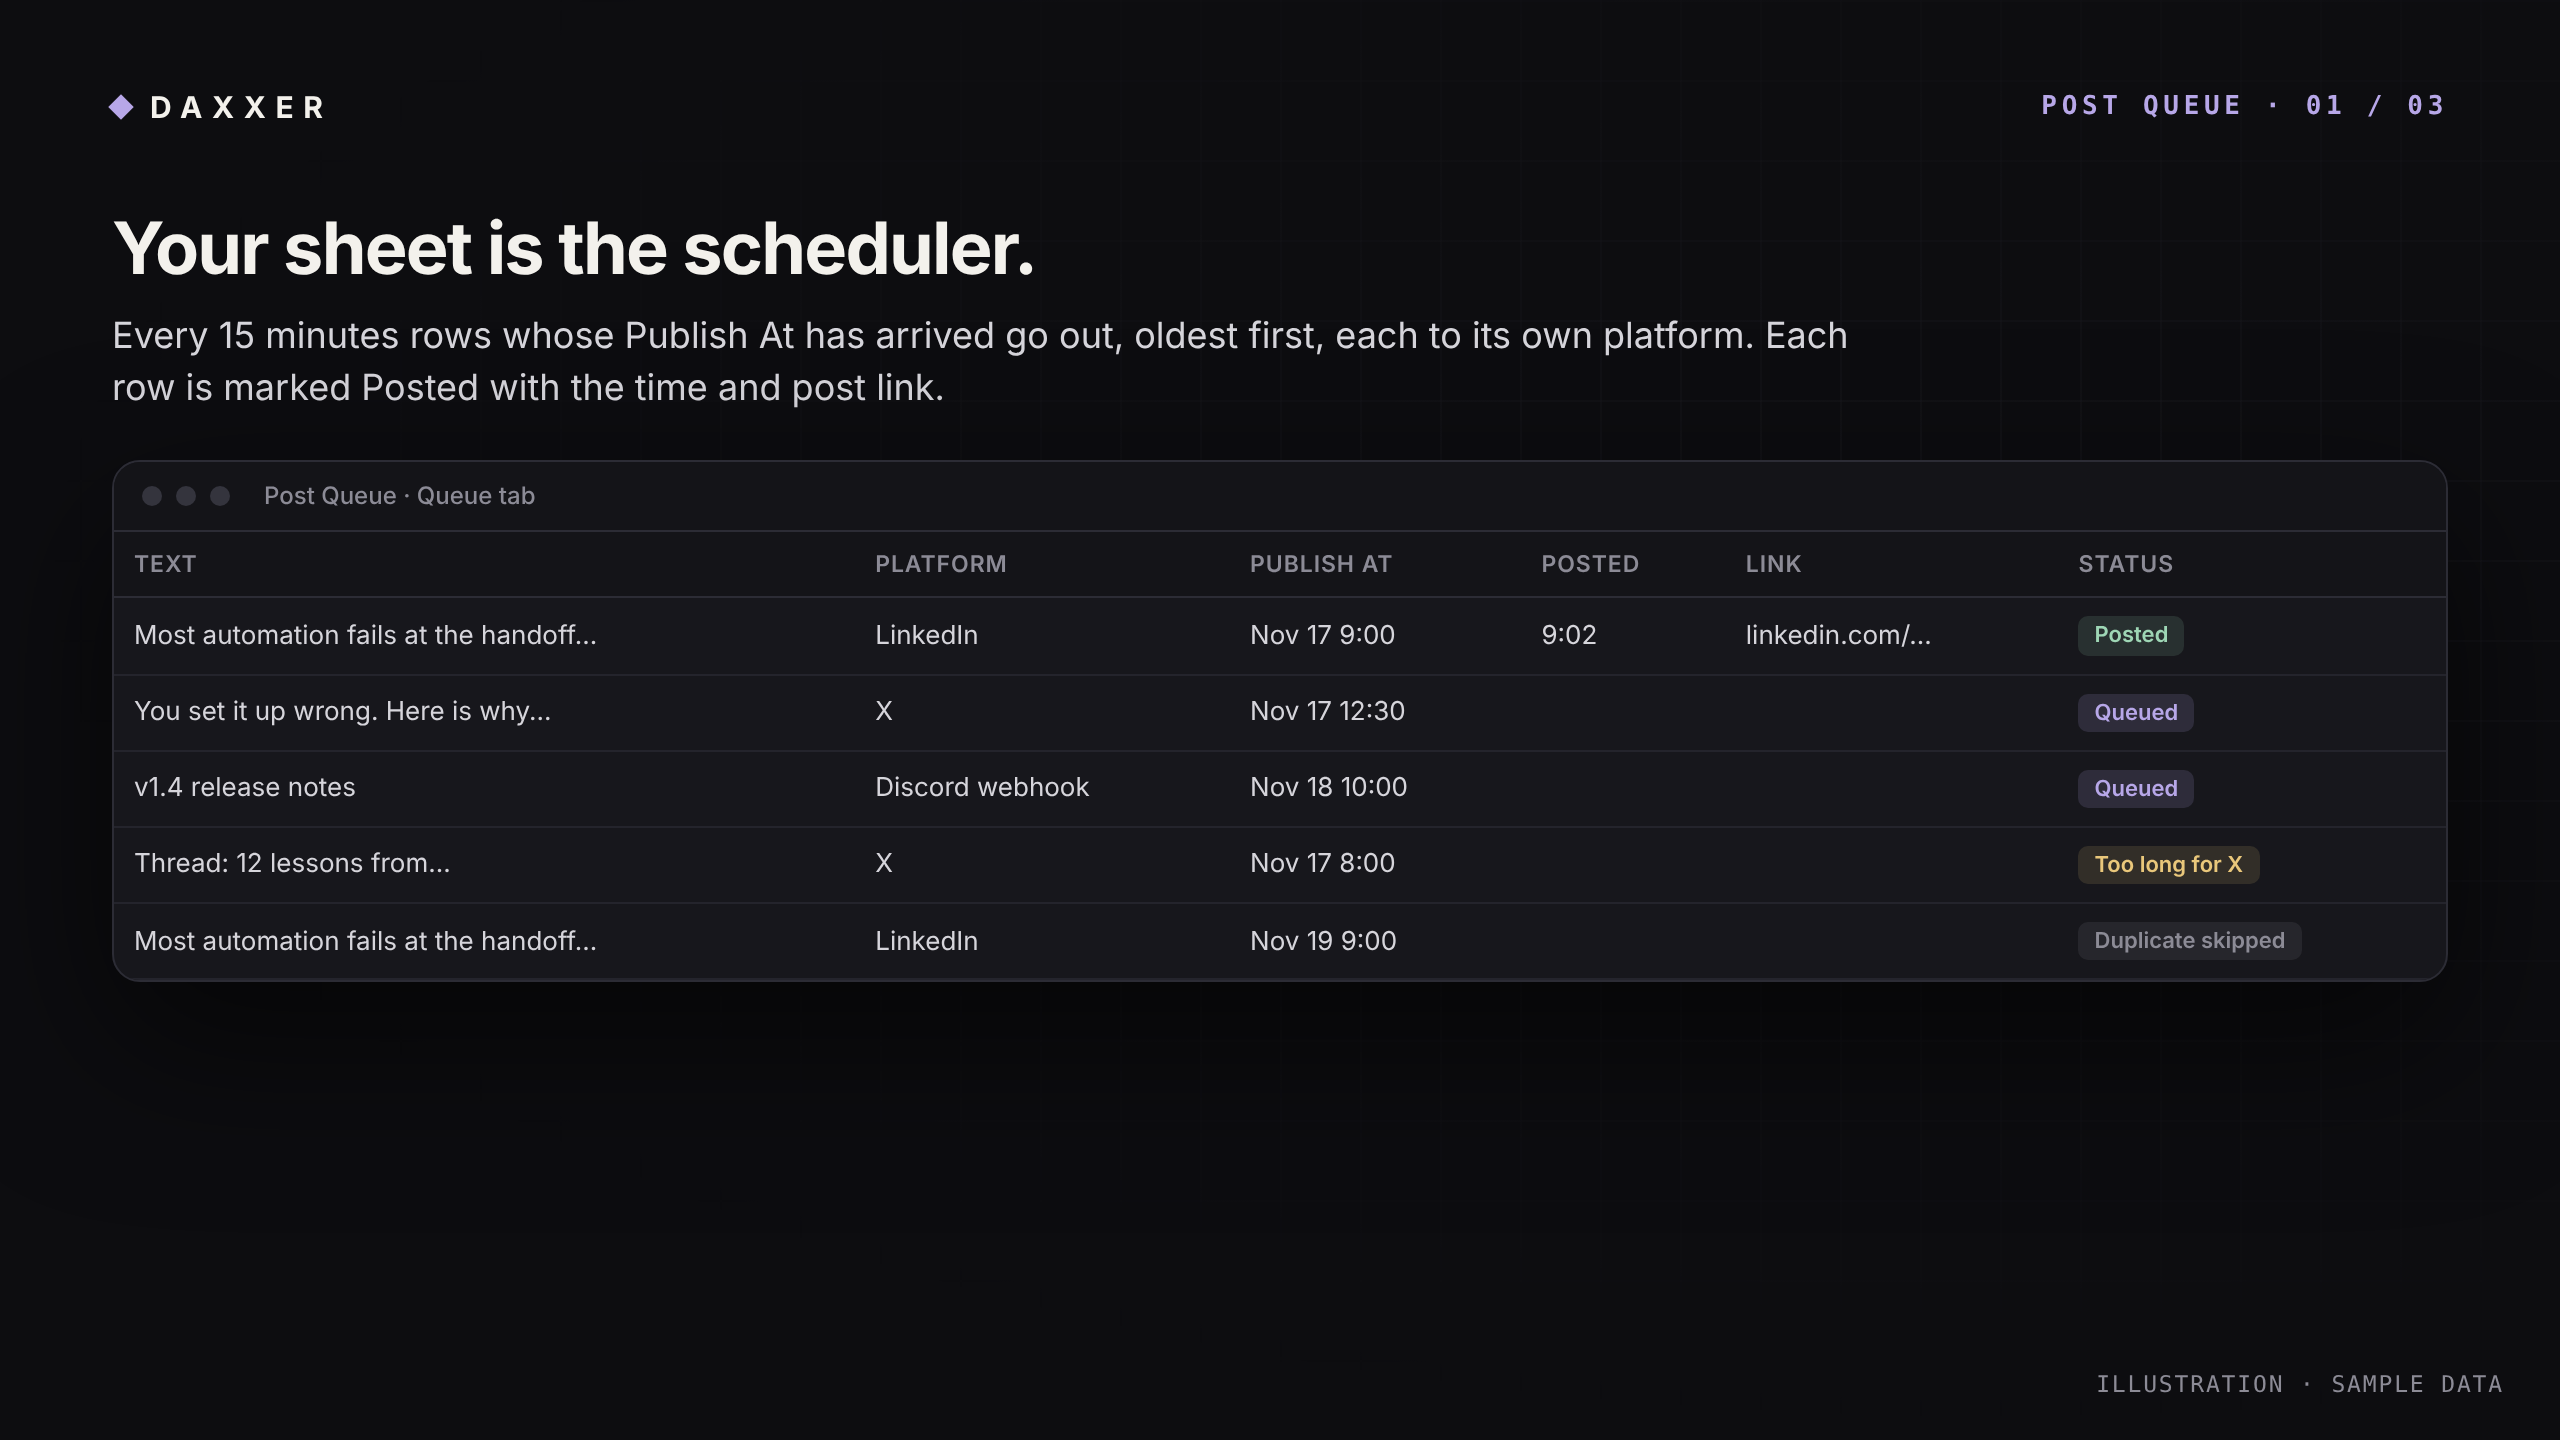 DAXXER
POST QUEUE · 01 / 03
Your sheet is the scheduler.
Every 15 minutes rows whose Publish At has arrived go out, oldest first, each to its own platform. Each
row is marked Posted with the time and post link.
Post Queue · Queue tab
TEXT PLATFORM PUBLISH AT POSTED LINK STATUS
Most automation fails at the handoff... LinkedIn Nov 17 9:00 9:02 linkedin.com/... Posted
You set it up wrong. Here is why... X Nov 17 12:30 Queued
v1.4 release notes Discord webhook Nov 18 10:00 Queued
Thread: 12 lessons from... X Nov 17 8:00 Too long for X
Most automation fails at the handoff... LinkedIn Nov 19 9:00 Duplicate skipped
ILLUSTRATION · SAMPLE DATA